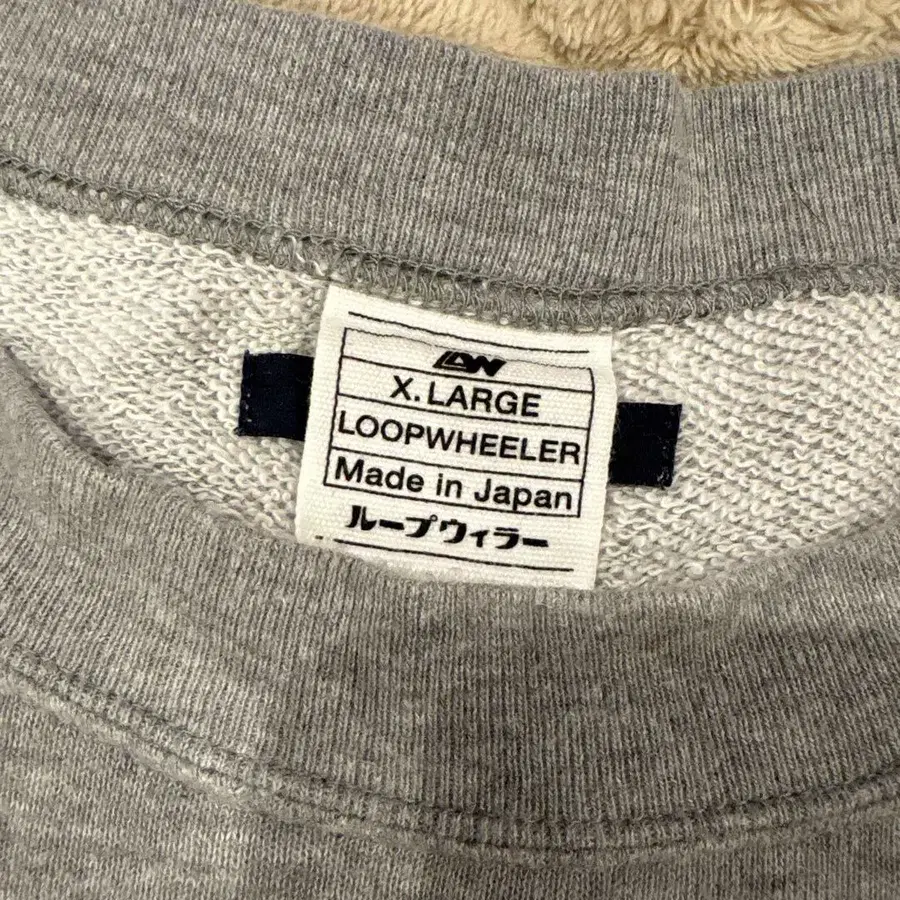 LW
X. LARGE
LOOPWHEELER
Made in Japan
ループウィラー